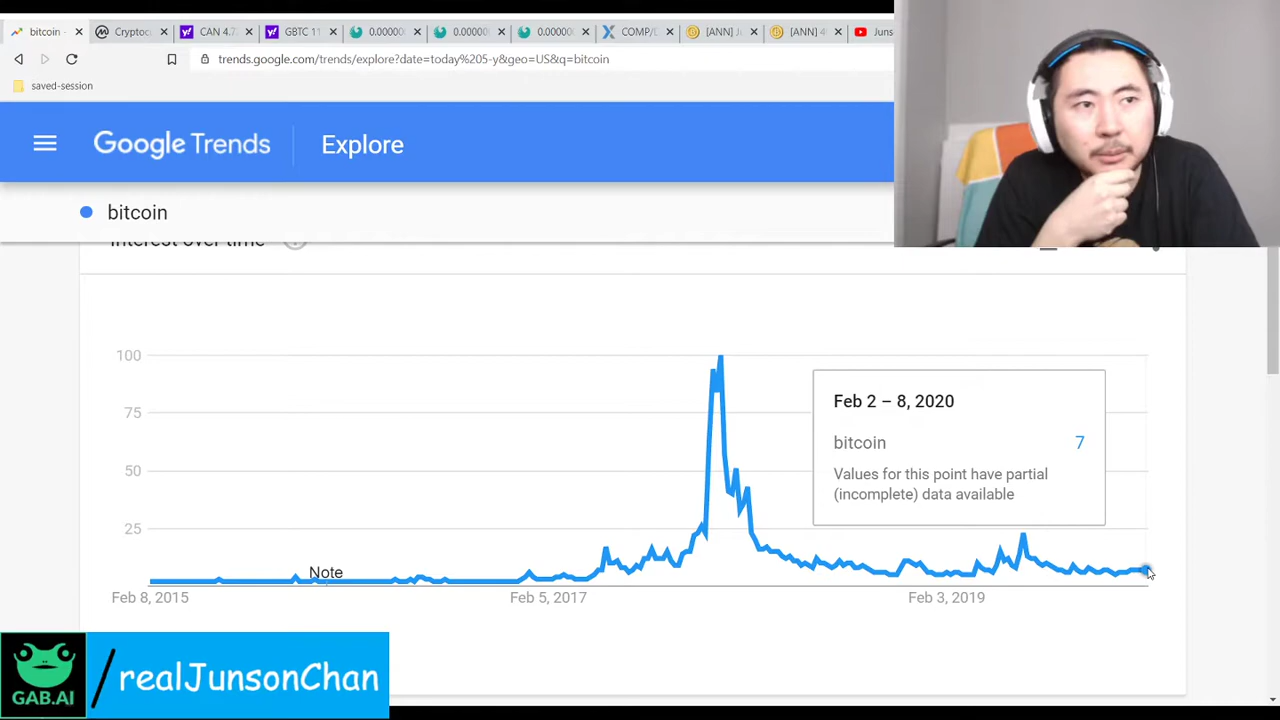 bitcoin
Cryptoc
CAN 4.
GBTC 1
0.0000
0.0000
0.0000
COMP/
[ANN] J
[ANN] 4
Juns
trends.google.com/trends/explore?date=today%205-y&geo=US&q=bitcoin
saved-session
Google Trends
Explore
bitcoin
Interest over time
100
75
50
25
Feb 2 – 8, 2020
bitcoin 7
Values for this point have partial
(incomplete) data available
Note
Feb 8, 2015
Feb 5, 2017
Feb 3, 2019
GAB.AI
/realJunsonChan